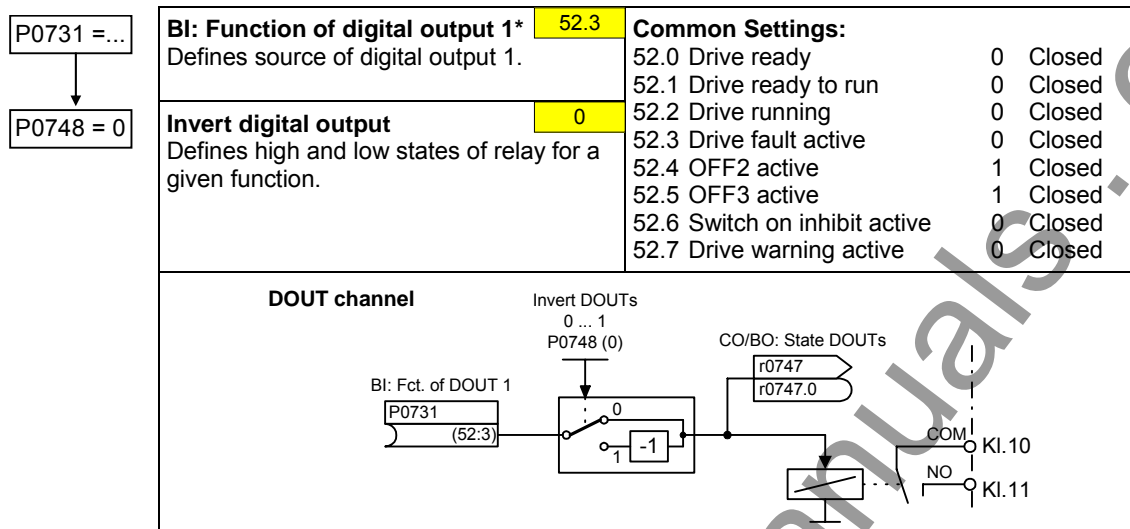 P0731 =...
P0748 = 0
BI: Function of digital output 1* 52.3
Defines source of digital output 1.
Invert digital output 0
Defines high and low states of relay for a
given function.
Common Settings:
52.0 Drive ready 0 Closed
52.1 Drive ready to run 0 Closed
52.2 Drive running 0 Closed
52.3 Drive fault active 0 Closed
52.4 OFF2 active 1 Closed
52.5 OFF3 active 1 Closed
52.6 Switch on inhibit active 0 Closed
52.7 Drive warning active 0 Closed
DOUT channel
Invert DOUTs
0 ... 1
P0748 (0)
CO/BO: State DOUTs
r0747
r0747.0
BI: Fct. of DOUT 1
P0731
(52:3)
0
1
-1
COM
Kl.10
NO
Kl.11
nuals .